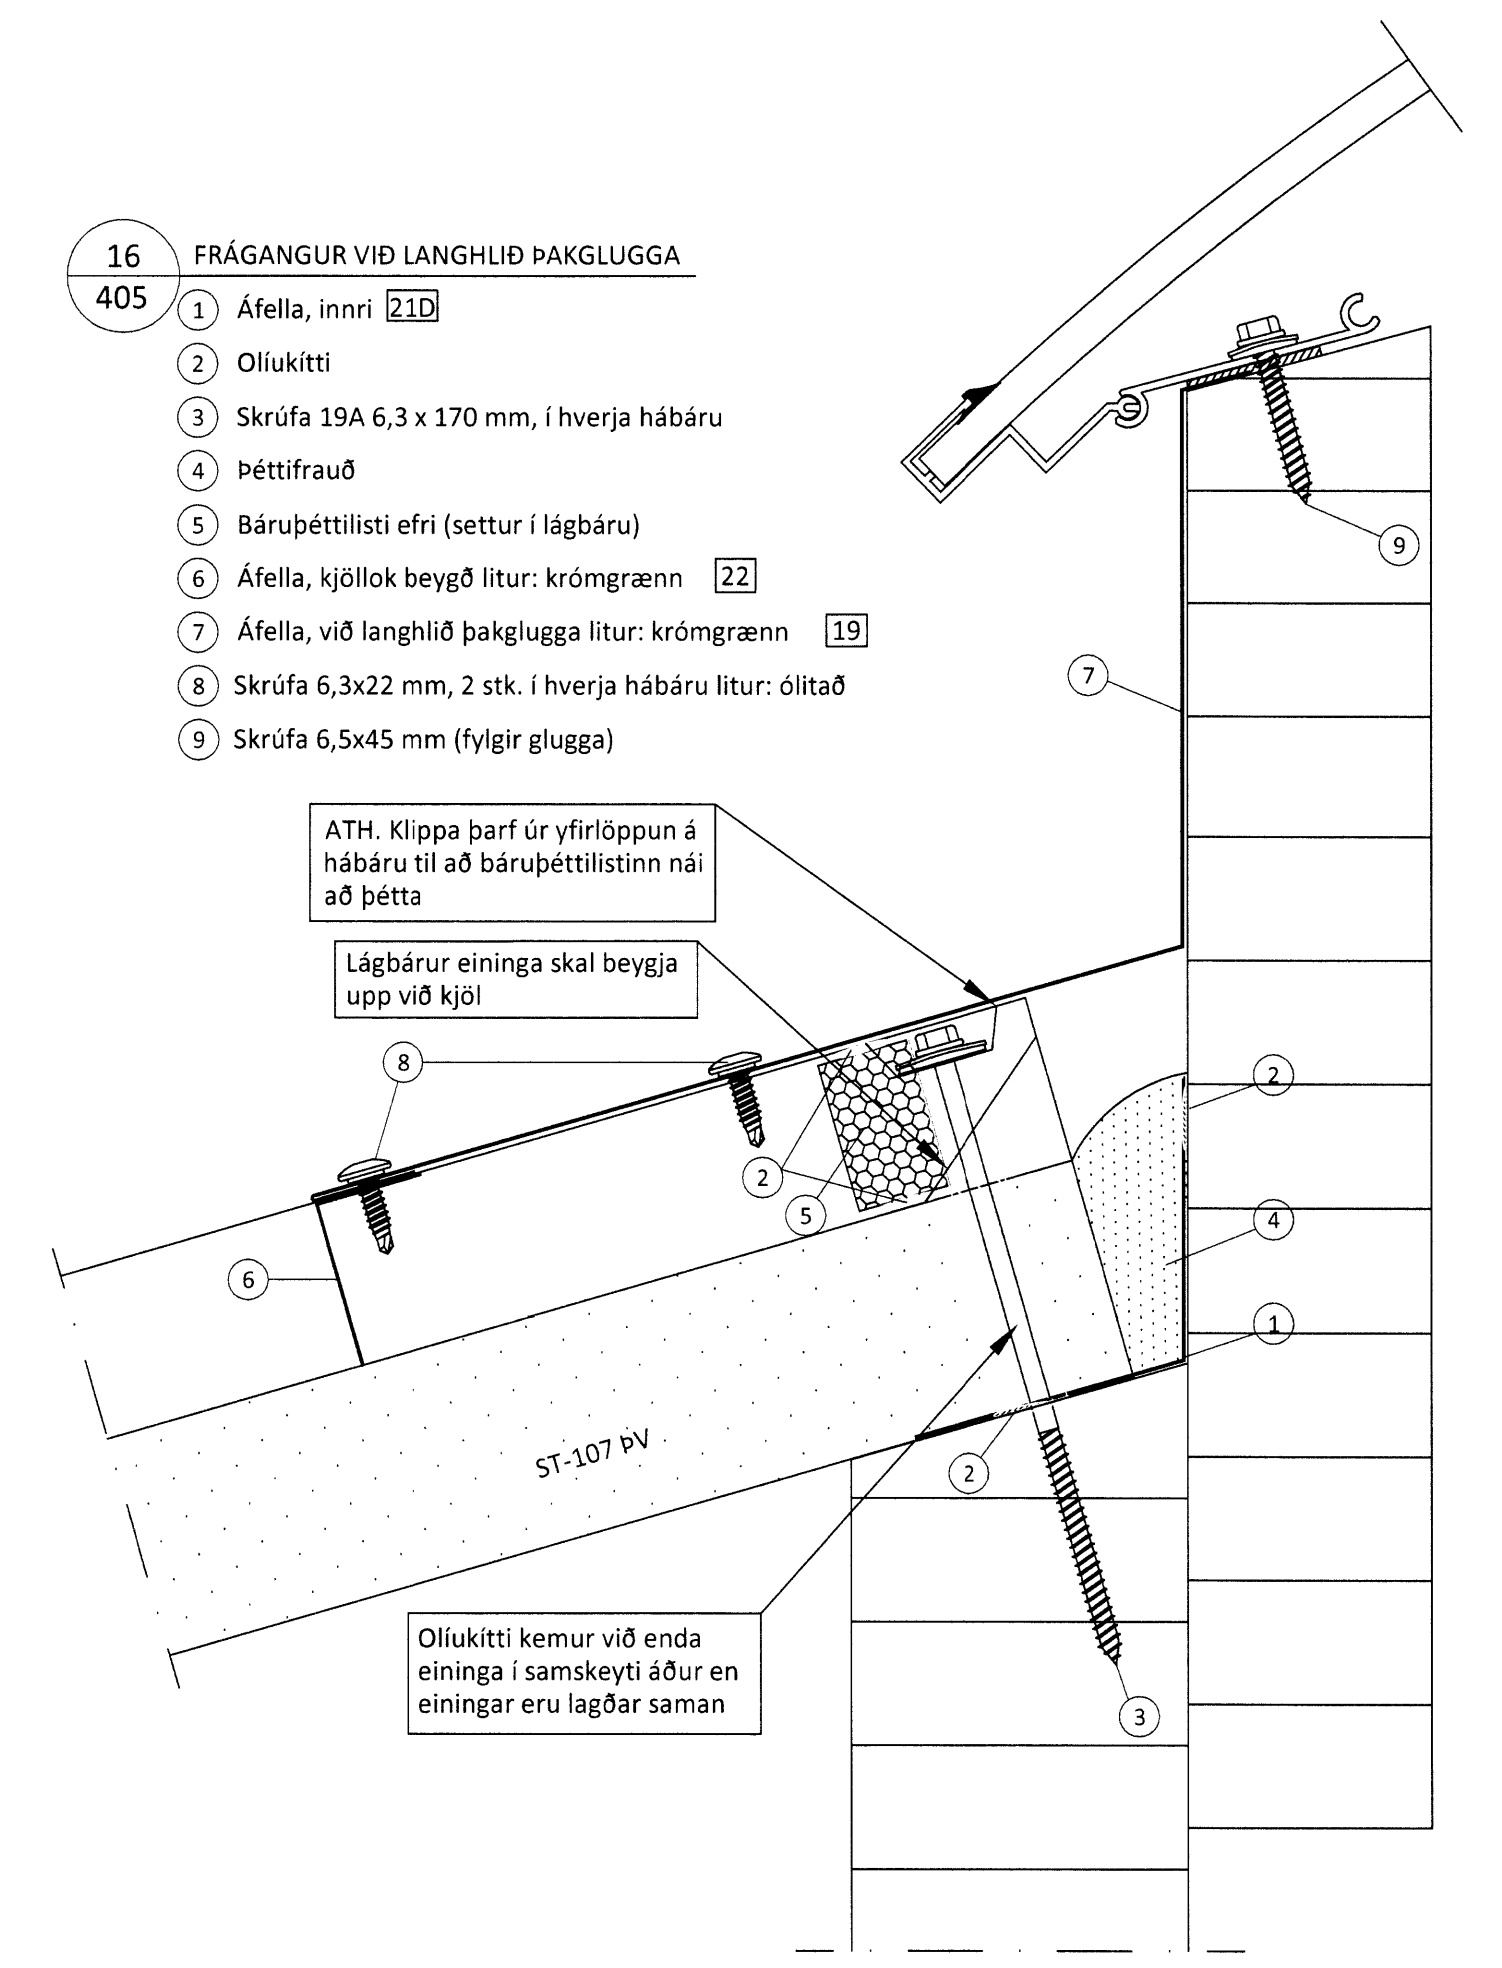 16
405
FRÁGANGUR VIÐ LANGHLIÐ ÞAKGLUGGA
1 Áfella, innri 21D
2 Olíukítti
3 Skrúfa 19A 6,3 x 170 mm, í hverja hábáru
4 Þéttifrauð
5 Báruþéttilisti efri (settur í lágbáru)
6 Áfella, kjöllok beygð litur: krómgrænn 22
7 Áfella, við langhlið þakglugga litur: krómgrænn 19
8 Skrúfa 6,3x22 mm, 2 stk. í hverja hábáru litur: ólitað
9 Skrúfa 6,5x45 mm (fylgir glugga)
9
7
ATH. Klippa þarf úr yfirlöppun á
hábáru til að báruþéttilistinn nái
að þétta
Lágbárur eininga skal beygja
upp við kjöl
8
2
2
5
4
6
1
ST-107 ÞV
2
Olíukítti kemur við enda
eininga í samskeyti áður en
einingar eru lagðar saman
3